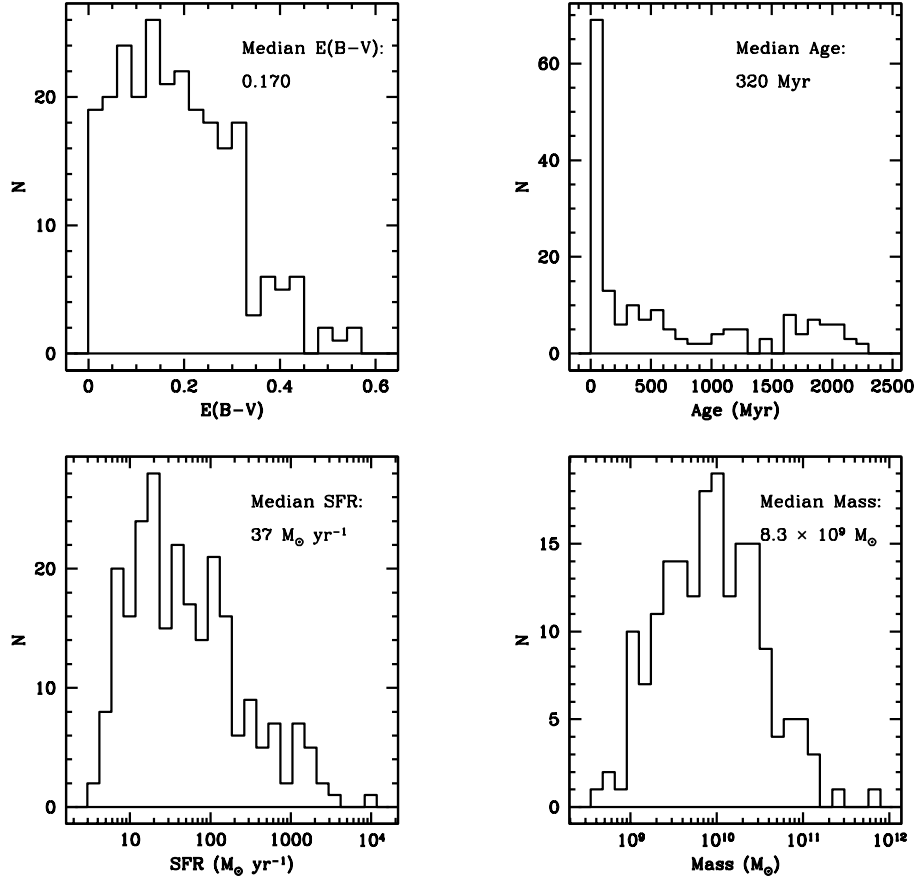 Median E(B−V):
0.170
N
20
10
0
0 0.2 0.4 0.6
E(B−V)
Median Age:
320 Myr
N
60
40
20
0
0 500 1000 1500 2000 2500
Age (Myr)
Median SFR:
37 M⊙ yr⁻¹
N
20
10
0
10 100 1000 10⁴
SFR (M⊙ yr⁻¹)
Median Mass:
8.3 × 10⁹ M⊙
N
15
10
5
0
10⁹ 10¹⁰ 10¹¹ 10¹²
Mass (M⊙)